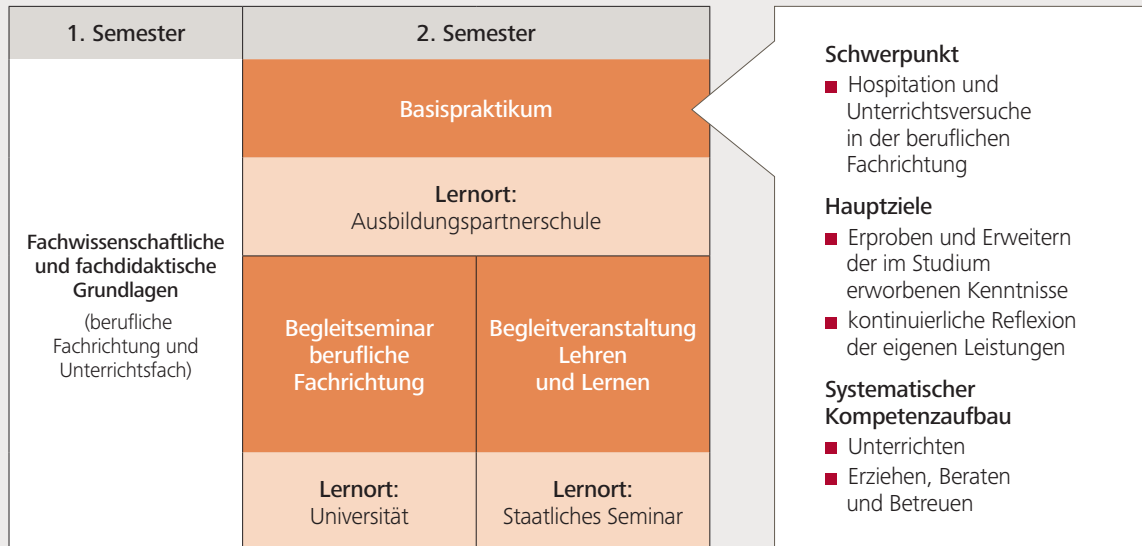 1. Semester
2. Semester
Fachwissenschaftliche
und fachdidaktische
Grundlagen
(berufliche
Fachrichtung und
Unterrichtsfach)
Basispraktikum
Lernort:
Ausbildungspartnerschule
Begleitseminar
berufliche
Fachrichtung
Begleitveranstaltung
Lehren
und Lernen
Lernort:
Universität
Lernort:
Staatliches Seminar
Schwerpunkt
Hospitation und
Unterrichtsversuche
in der beruflichen
Fachrichtung
Hauptziele
Erproben und Erweitern
der im Studium
erworbenen Kenntnisse
kontinuierliche Reflexion
der eigenen Leistungen
Systematischer
Kompetenzaufbau
Unterrichten
Erziehen, Beraten
und Betreuen